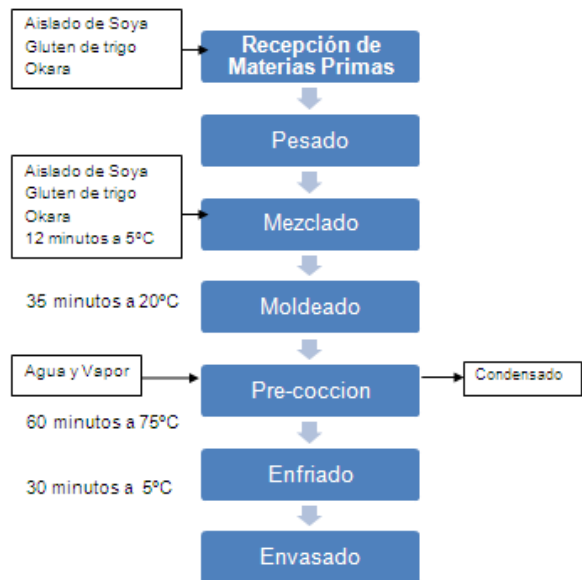 Aislado de Soya
Gluten de trigo
Okara
Recepción de
Materias Primas
Pesado
Aislado de Soya
Gluten de trigo
Okara
12 minutos a 5ºC
Mezclado
35 minutos a 20ºC
Moldeado
Agua y Vapor
Pre-coccion
Condensado
60 minutos a 75ºC
Enfriado
30 minutos a 5ºC
Envasado